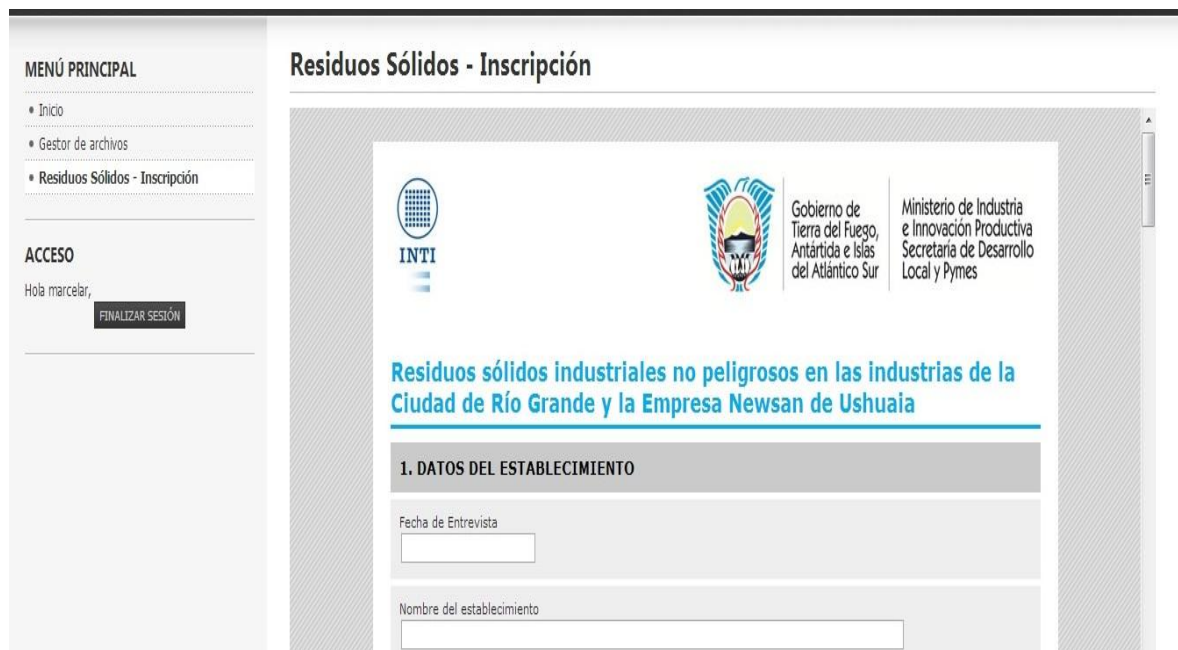 MENÚ PRINCIPAL
Inicio
Gestor de archivos
Residuos Sólidos - Inscripción
ACCESO
Hola marcelar,
FINALIZAR SESIÓN
Residuos Sólidos - Inscripción
INTI
Gobierno de
Tierra del Fuego,
Antártida e Islas
del Atlántico Sur
Ministerio de Industria
e Innovación Productiva
Secretaría de Desarrollo
Local y Pymes
Residuos sólidos industriales no peligrosos en las industrias de la
Ciudad de Río Grande y la Empresa Newsan de Ushuaia
1. DATOS DEL ESTABLECIMIENTO
Fecha de Entrevista
Nombre del establecimiento